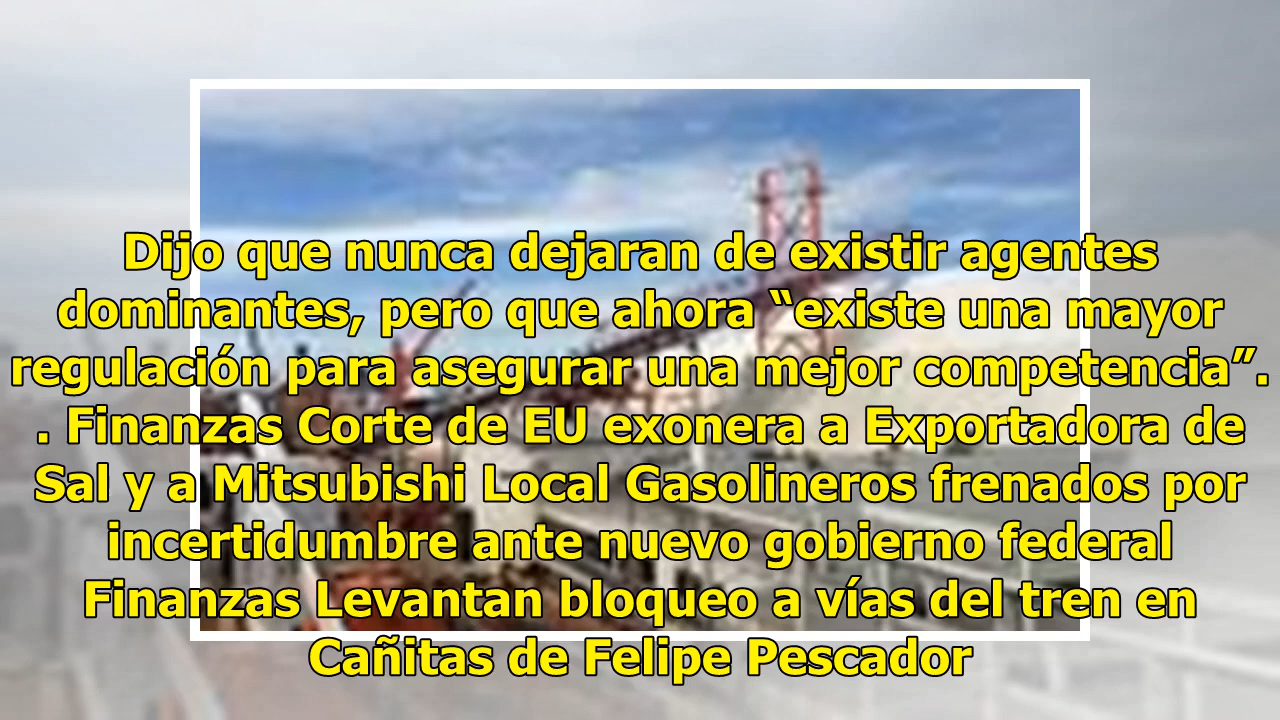 Dijo que nunca dejaran de existir agentes
dominantes, pero que ahora “existe una mayor
regulación para asegurar una mejor competencia”.
. Finanzas Corte de EU exonera a Exportadora de
Sal y a Mitsubishi Local Gasolineros frenados por
incertidumbre ante nuevo gobierno federal
Finanzas Levantan bloqueo a vías del tren en
Cañitas de Felipe Pescador